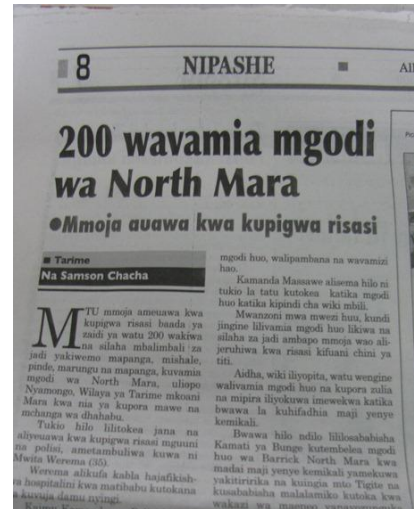 8
NIPASHE
All
200 wavamia mgodi
wa North Mara
●Mmoja auawa kwa kupigwa risasi
■ Tarime
Na Samson Chacha
MTU mmoja ameuawa kwa
kupigwa risasi baada ya
zaidi ya watu 200 wakiwa
na silaha mbalimbali za
jadi yakiwemo mapanga, mishale,
pinde, marungu na mapanga, kuvamia
mgodi wa North Mara, uliopo
Nyamongo, Wilaya ya Tarime mkoani
Mara kwa nia ya kupora mawe na
mchanga wa dhahabu.
Tukio hilo lilitokea jana na
aliyeuawa kwa kupigwa risasi mguuni
na polisi, ametambuliwa kuwa ni
Mwita Werema (35).
Werema alifukia kabla hajafikish-
wa hospitalini kwa matibabu kutokana
na kuvuja damu nyingi.
mgodi huo, walipambana na wavamizi
hao.
Kamanda Massawe alisema hilo ni
tukio la tatu kutokea katika mgodi
huo katika kipindi cha wiki mbili.
Mwanzoni mwa mwezi huu, kundi
jingine lilivamia mgodi huo likiwa na
silaha za jadi ambapo mmoja wao ali-
jeruhiwa kwa risasi kifuani chini ya
titi.
Aidha, wiki iliyopita, watu wengine
walivamia mgodi huo na kupora zulia
na mipira iliyokuwa imewekwa katika
bwawa la kuhifadhia maji yenye
kemikali.
Bwawa hilo ndilo lililosababisha
Kamati ya Bunge kutembelea mgodi
huo wa Barrick North Mara kwa
madai maji yenye kemikali yamekuwa
yakitiririka na kuingia mto Tigite na
kusababisha malalamiko kutoka kwa
wakazi wa maeneo